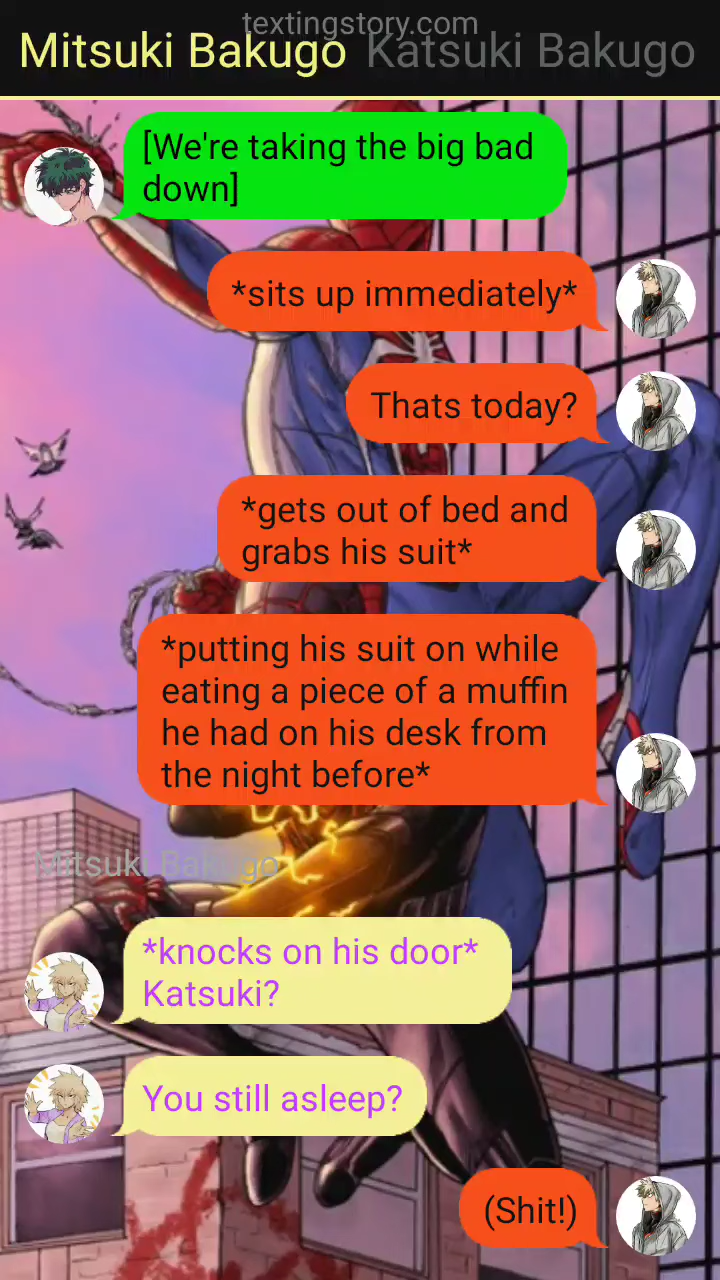 textingstory.com
Mitsuki Bakugo Katsuki Bakugo
[We're taking the big bad
down]
*sits up immediately*
Thats today?
*gets out of bed and
grabs his suit*
*putting his suit on while
eating a piece of a muffin
he had on his desk from
the night before*
Mitsuki Bakugo
*knocks on his door*
Katsuki?
You still asleep?
(Shit!)